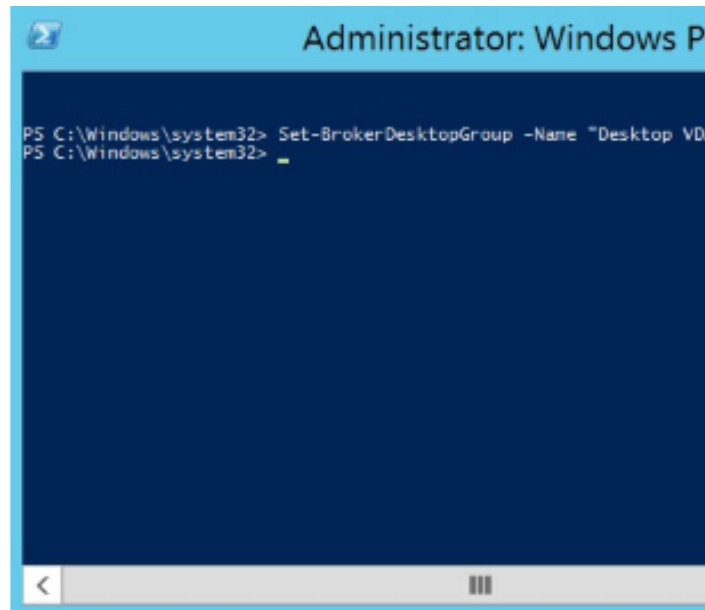 Administrator: Windows P
PS C:\Windows\system32> Set-BrokerDesktopGroup -Name "Desktop VD
PS C:\Windows\system32>